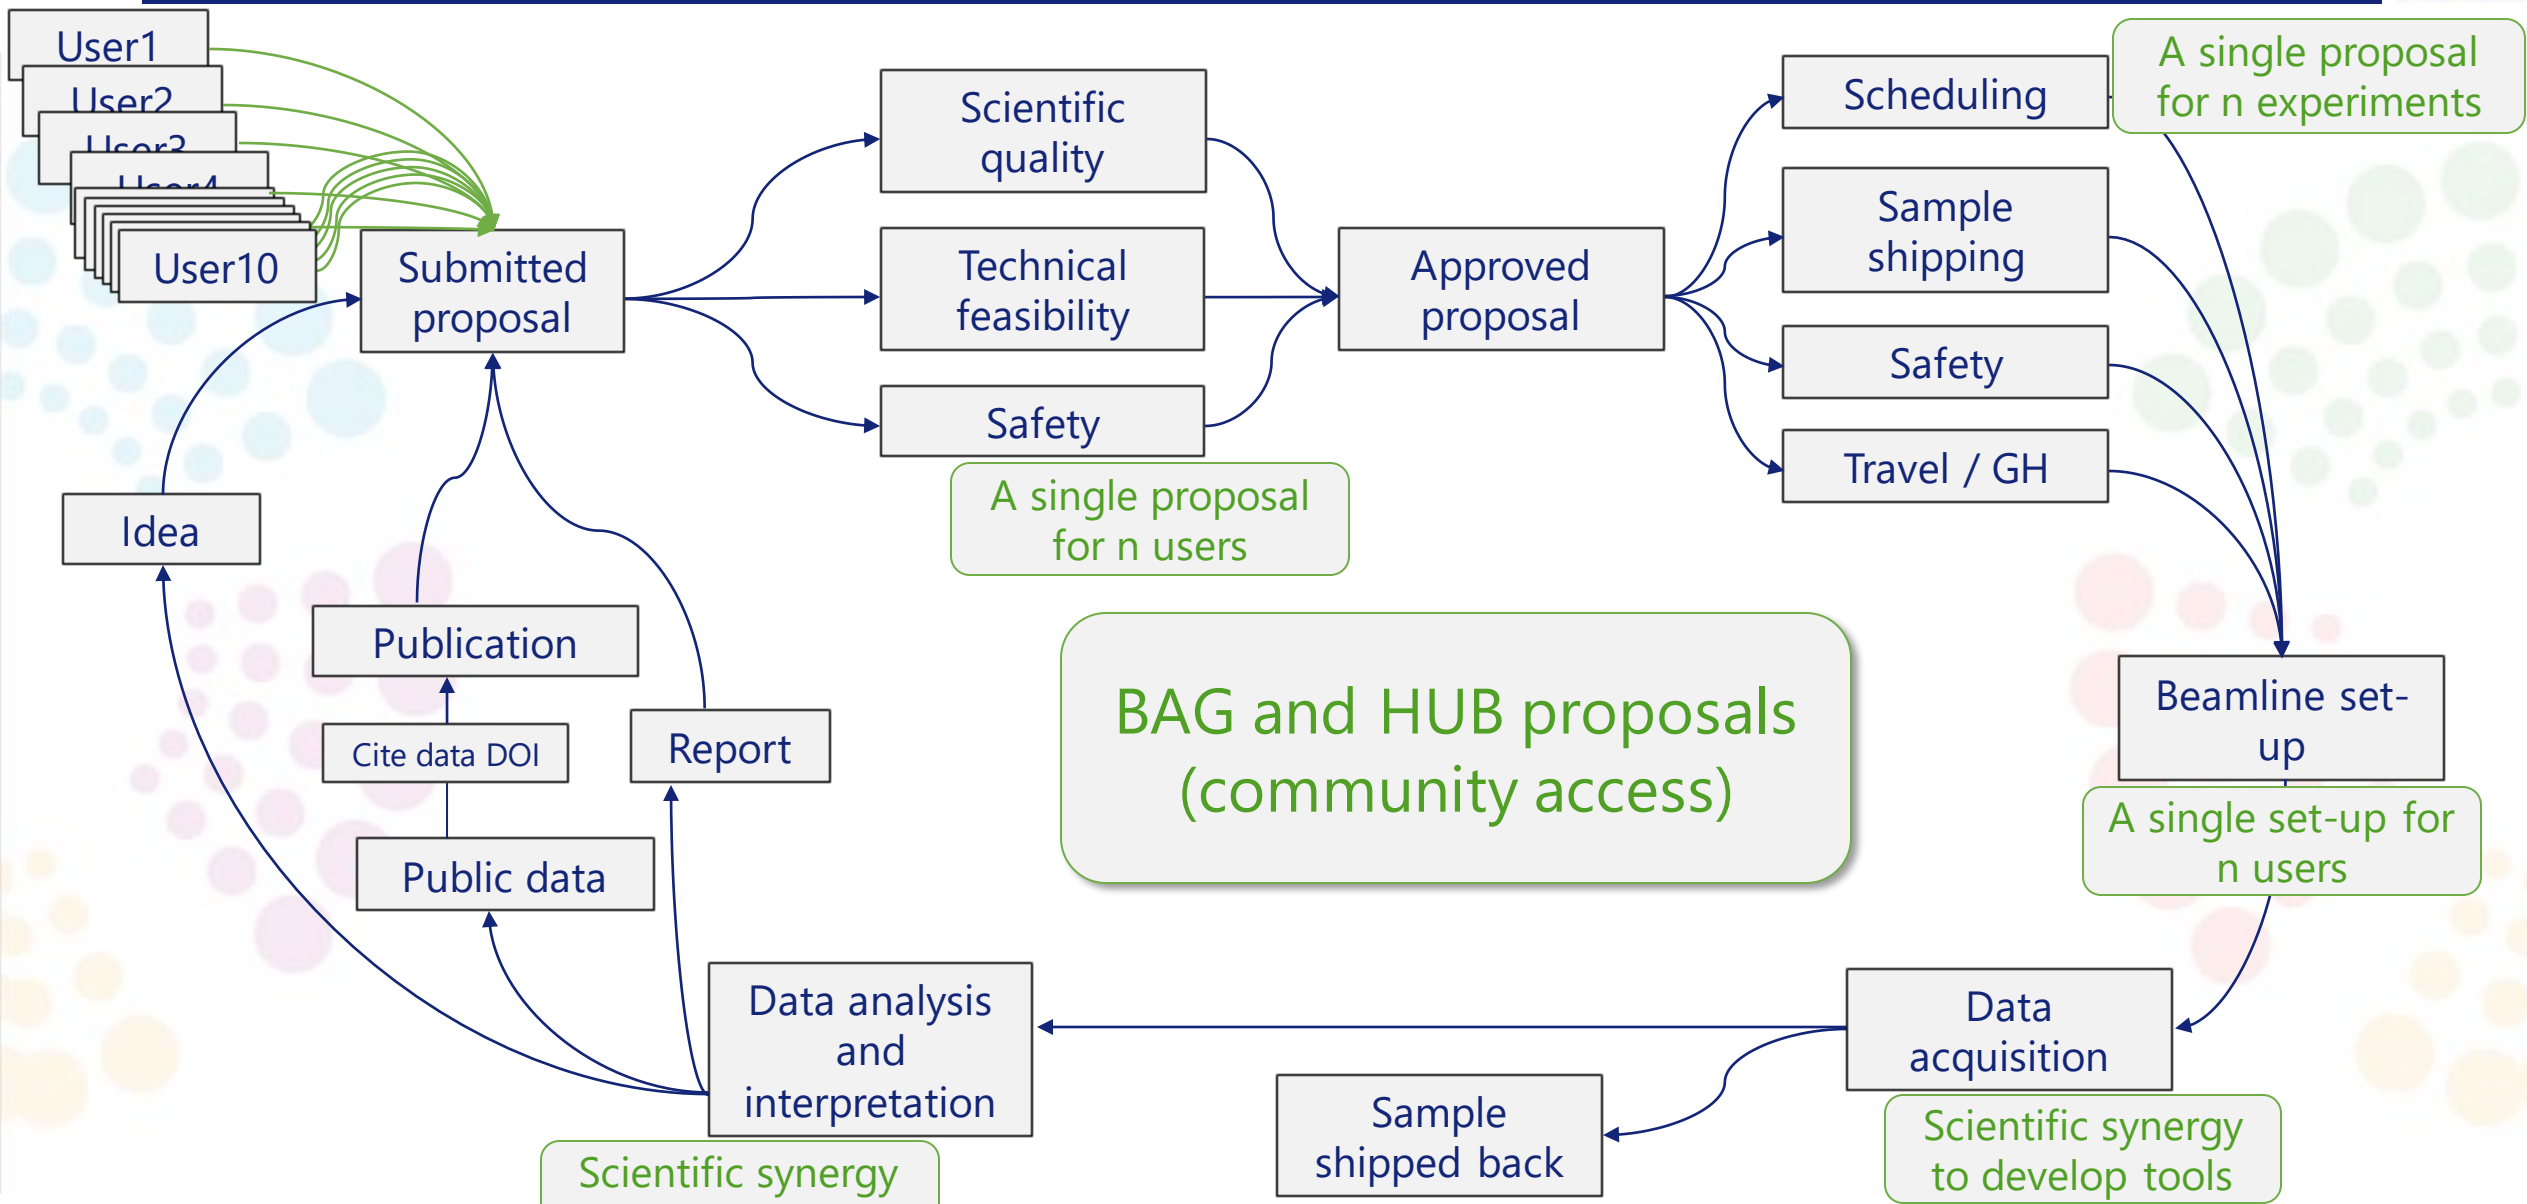 User1
User2
User3
User4
User10
Submitted
proposal
Scientific
quality
Technical
feasibility
Safety
A single proposal
for n users
Approved
proposal
Scheduling
A single proposal
for n experiments
Sample
shipping
Safety
Travel / GH
Idea
Publication
Cite data DOI
Report
Public data
BAG and HUB proposals
(community access)
Beamline set-
up
A single set-up for
n users
Data analysis
and
interpretation
Scientific synergy
Data
acquisition
Sample
shipped back
Scientific synergy
to develop tools